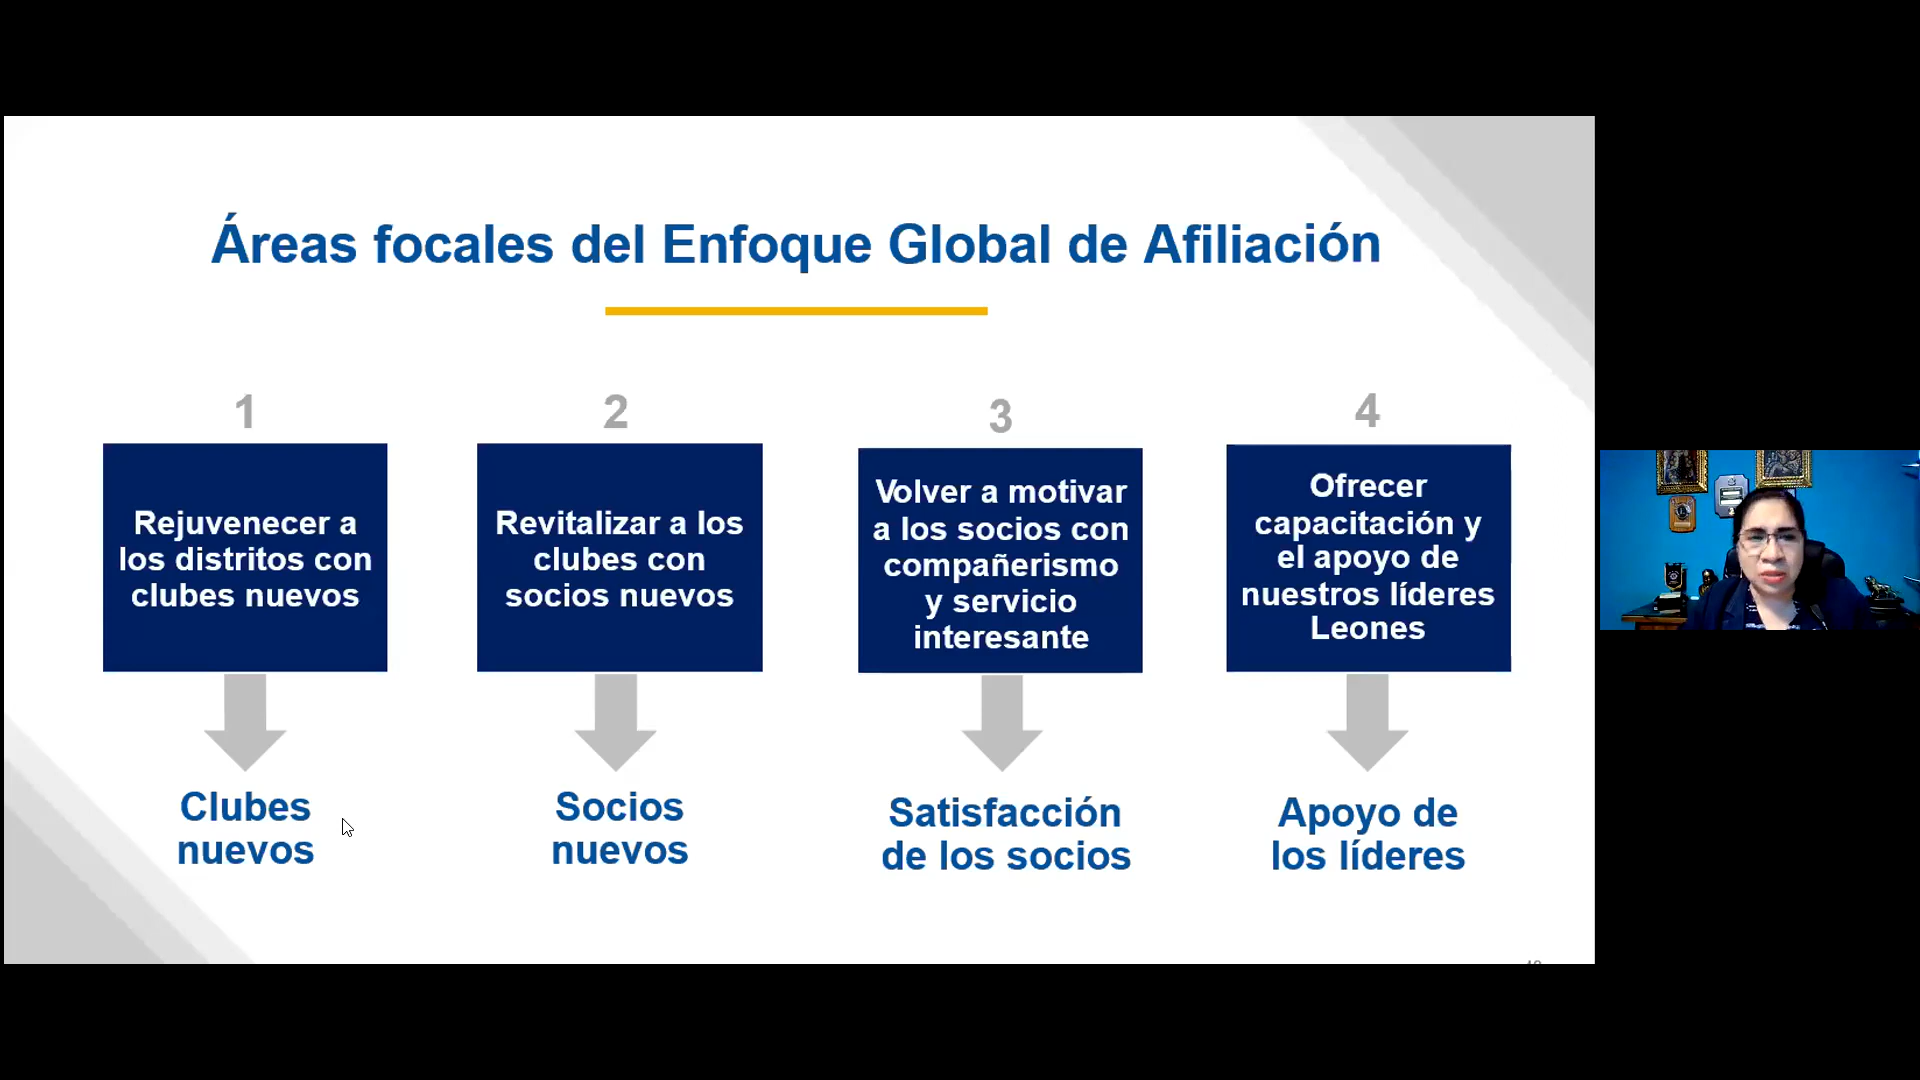 Áreas focales del Enfoque Global de Afiliación
1
Rejuvenecer a
los distritos con
clubes nuevos
Clubes
nuevos
2
Revitalizar a los
clubes con
socios nuevos
Socios
nuevos
3
Volver a motivar
a los socios con
compañerismo
y servicio
interesante
Satisfacción
de los socios
4
Ofrecer
capacitación y
el apoyo de
nuestros líderes
Leones
Apoyo de
los líderes